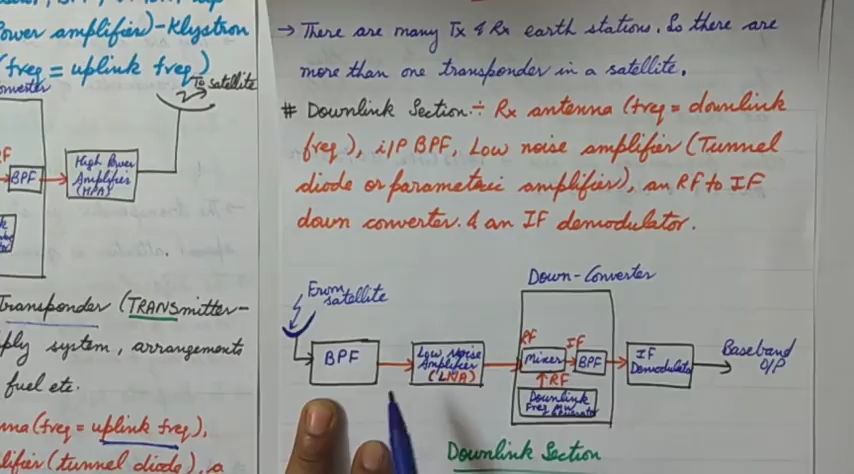 Power amplifier)-Klystron
(freq = uplink freq)
To satellite
BPF
High Power
Amplifier
(HPA)
Transponder (TRANSmitter-
ply system, arrangements
fuel etc.
na (freq = uplink freq),
lifier (tunnel diode), a
→ There are many Tx & Rx earth stations. So there are
more than one transponder in a satellite.
# Downlink Section ÷ Rx antenna (freq = downlink
freq), i/P BPF, Low noise amplifier (Tunnel
diode or parametric amplifier), an RF to IF
down converter. & an IF demodulator.
Down-Converter
From
satellite
BPF
Low Noise
Amplifier
(LNA)
RF
Mixer
IF
BPF
RF
Downlink
Freq MW
Generator
IF
Demodulator
Baseband
O/P
Downlink Section